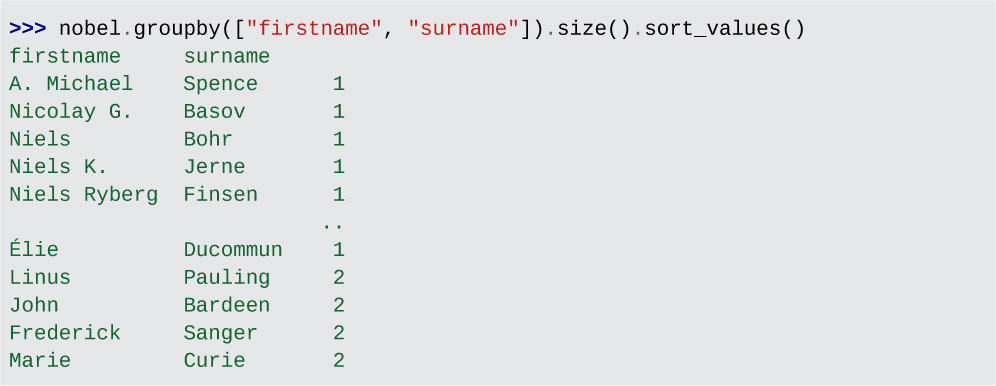 >>> nobel.groupby(["firstname", "surname"]).size().sort_values()
firstname     surname
A. Michael    Spence      1
Nicolay G.    Basov       1
Niels         Bohr        1
Niels K.      Jerne       1
Niels Ryberg  Finsen      1
                         ..
Élie          Ducommun    1
Linus         Pauling     2
John          Bardeen     2
Frederick     Sanger      2
Marie         Curie       2